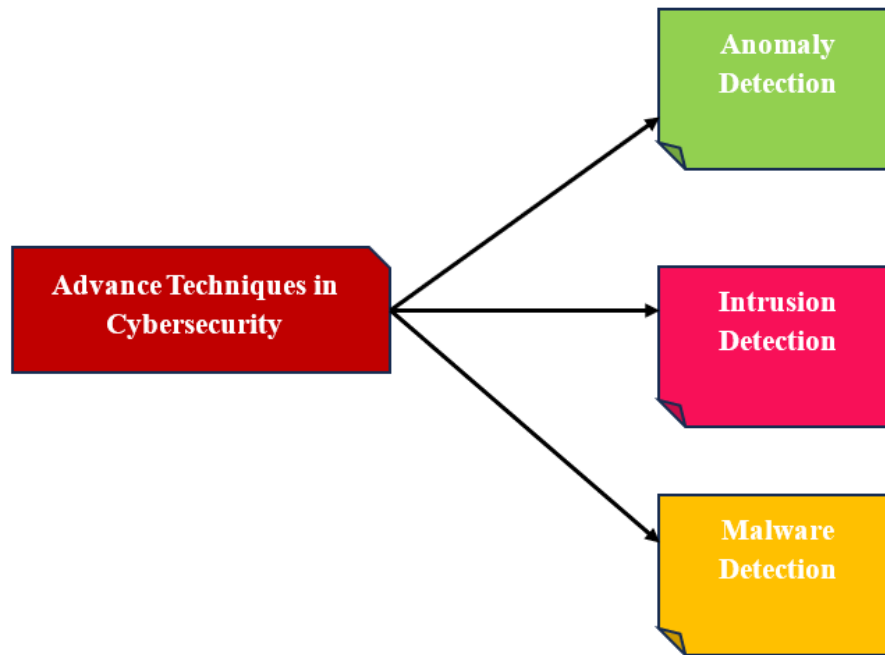 Anomaly
Detection
Advance Techniques in
Cybersecurity
Intrusion
Detection
Malware
Detection